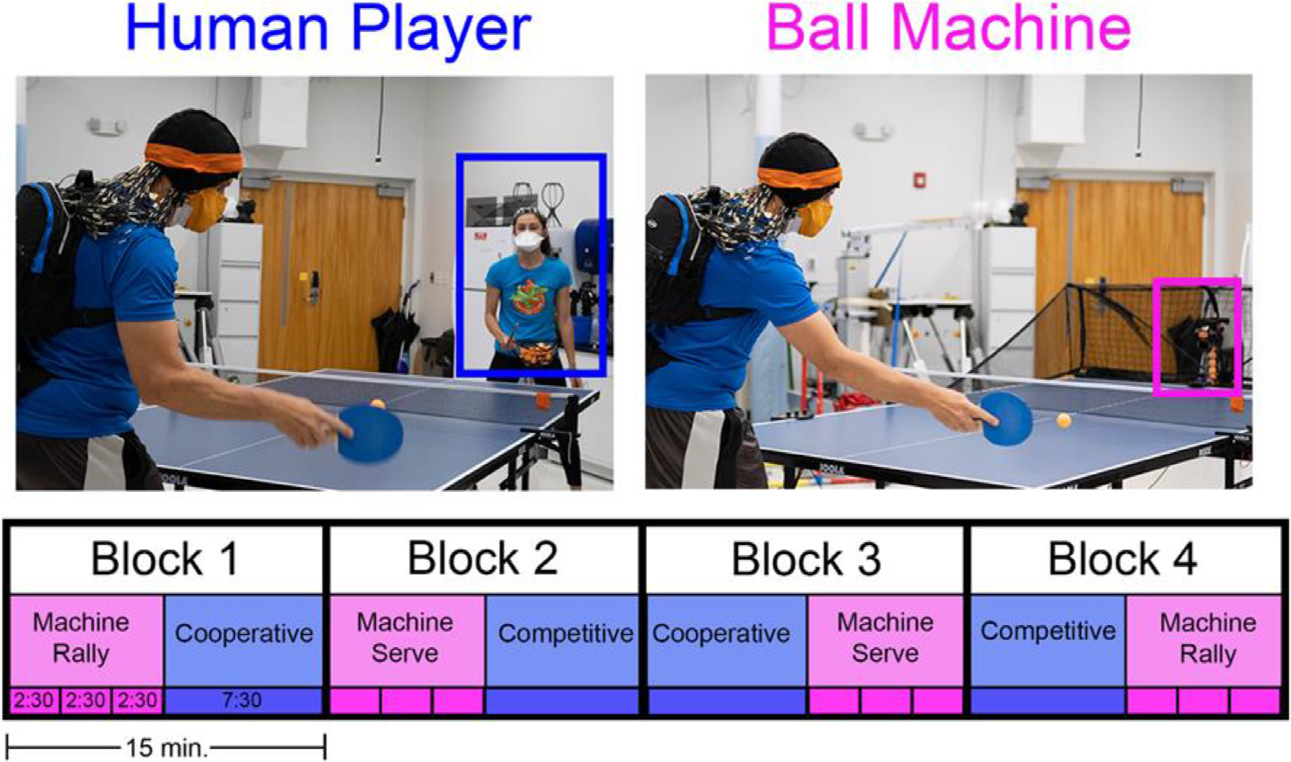 Human Player
Ball Machine
JOOLA
JOOLA
Block 1
Block 2
Block 3
Block 4
Machine
Rally
Cooperative
Machine
Serve
Competitive
Cooperative
Machine
Serve
Competitive
Machine
Rally
2:30 2:30 2:30
7:30
15 min.